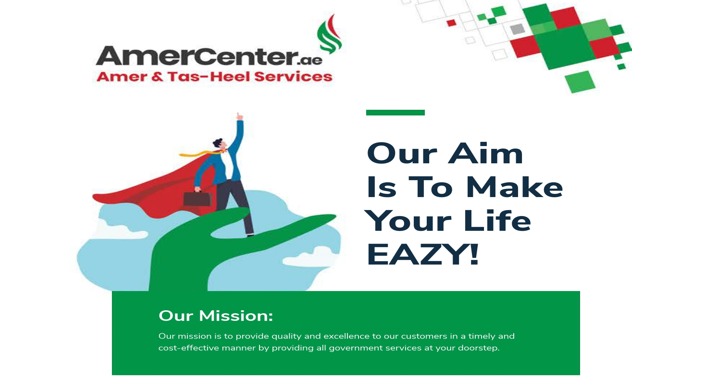 AmerCenter.ae
Amer & Tas-Heel Services
Our Aim
Is To Make
Your Life
EAZY!
Our Mission:
Our mission is to provide quality and excellence to our customers in a timely and
cost-effective manner by providing all government services at your doorstep.